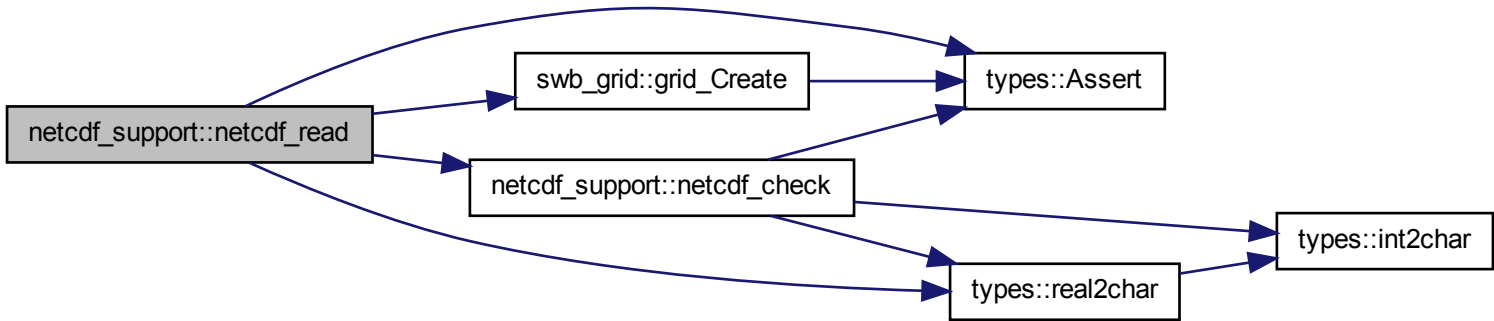 netcdf_support::netcdf_read
swb_grid::grid_Create
netcdf_support::netcdf_check
types::Assert
types::real2char
types::int2char